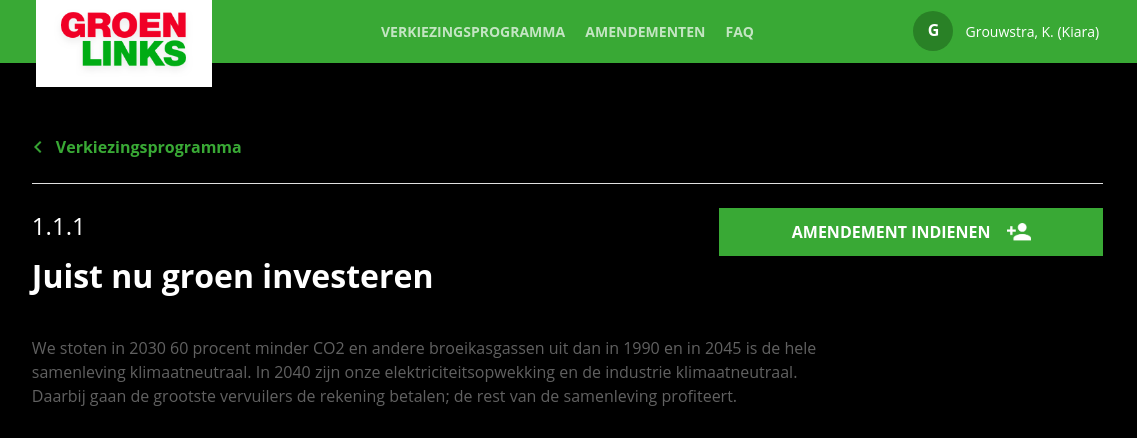 GROEN
LINKS
VERKIEZINGSPROGRAMMA AMENDEMENTEN FAQ
G Grouwstra, K. (Kiara)
Verkiezingsprogramma
1.1.1
AMENDEMENT INDIENEN
Juist nu groen investeren
We stoten in 2030 60 procent minder CO2 en andere broeikasgassen uit dan in 1990 en in 2045 is de hele
samenleving klimaatneutraal. In 2040 zijn onze elektriciteitsopwekking en de industrie klimaatneutraal.
Daarbij gaan de grootste vervuilers de rekening betalen; de rest van de samenleving profiteert.